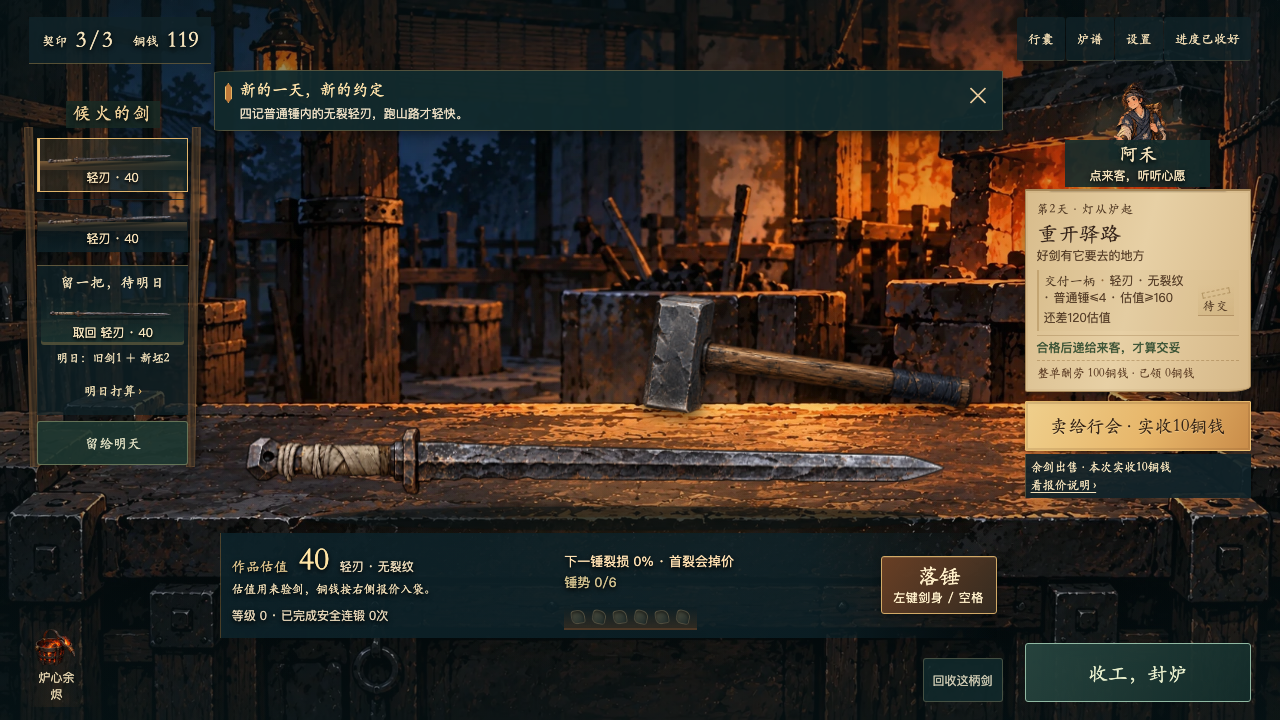 契印 3/3 铜钱 119
行囊 炉谱 设置 进度已收好
新的一天，新的约定
四记普通锤内的无裂轻刃，跑山路才轻快。
候火的剑
轻刃 · 40
轻刃 · 40
留一把，待明日
取回 轻刃 · 40
明日：旧剑1 ＋ 新坯2
明日打算 ›
留给明天
阿禾
点来客，听听心愿
第2天 · 灯从炉起
重开驿路
好剑有它要去的地方
交付一柄 · 轻刃 · 无裂纹
· 普通锤≤4 · 估值≥160
还差120估值
待交
合格后递给来客，才算交妥
整单酬劳 100铜钱 · 已领 0铜钱
卖给行会 · 实收10铜钱
余剑出售 · 本次实收10铜钱
看报价说明 ›
作品估值 40 轻刃 · 无裂纹
估值用来验剑，铜钱按右侧报价入袋。
等级 0 · 已完成安全连锻 0次
下一锤裂损 0% · 首裂会掉价
锤势 0/6
落锤
左键剑身 / 空格
炉心余
烬
回收这柄剑
收工，封炉